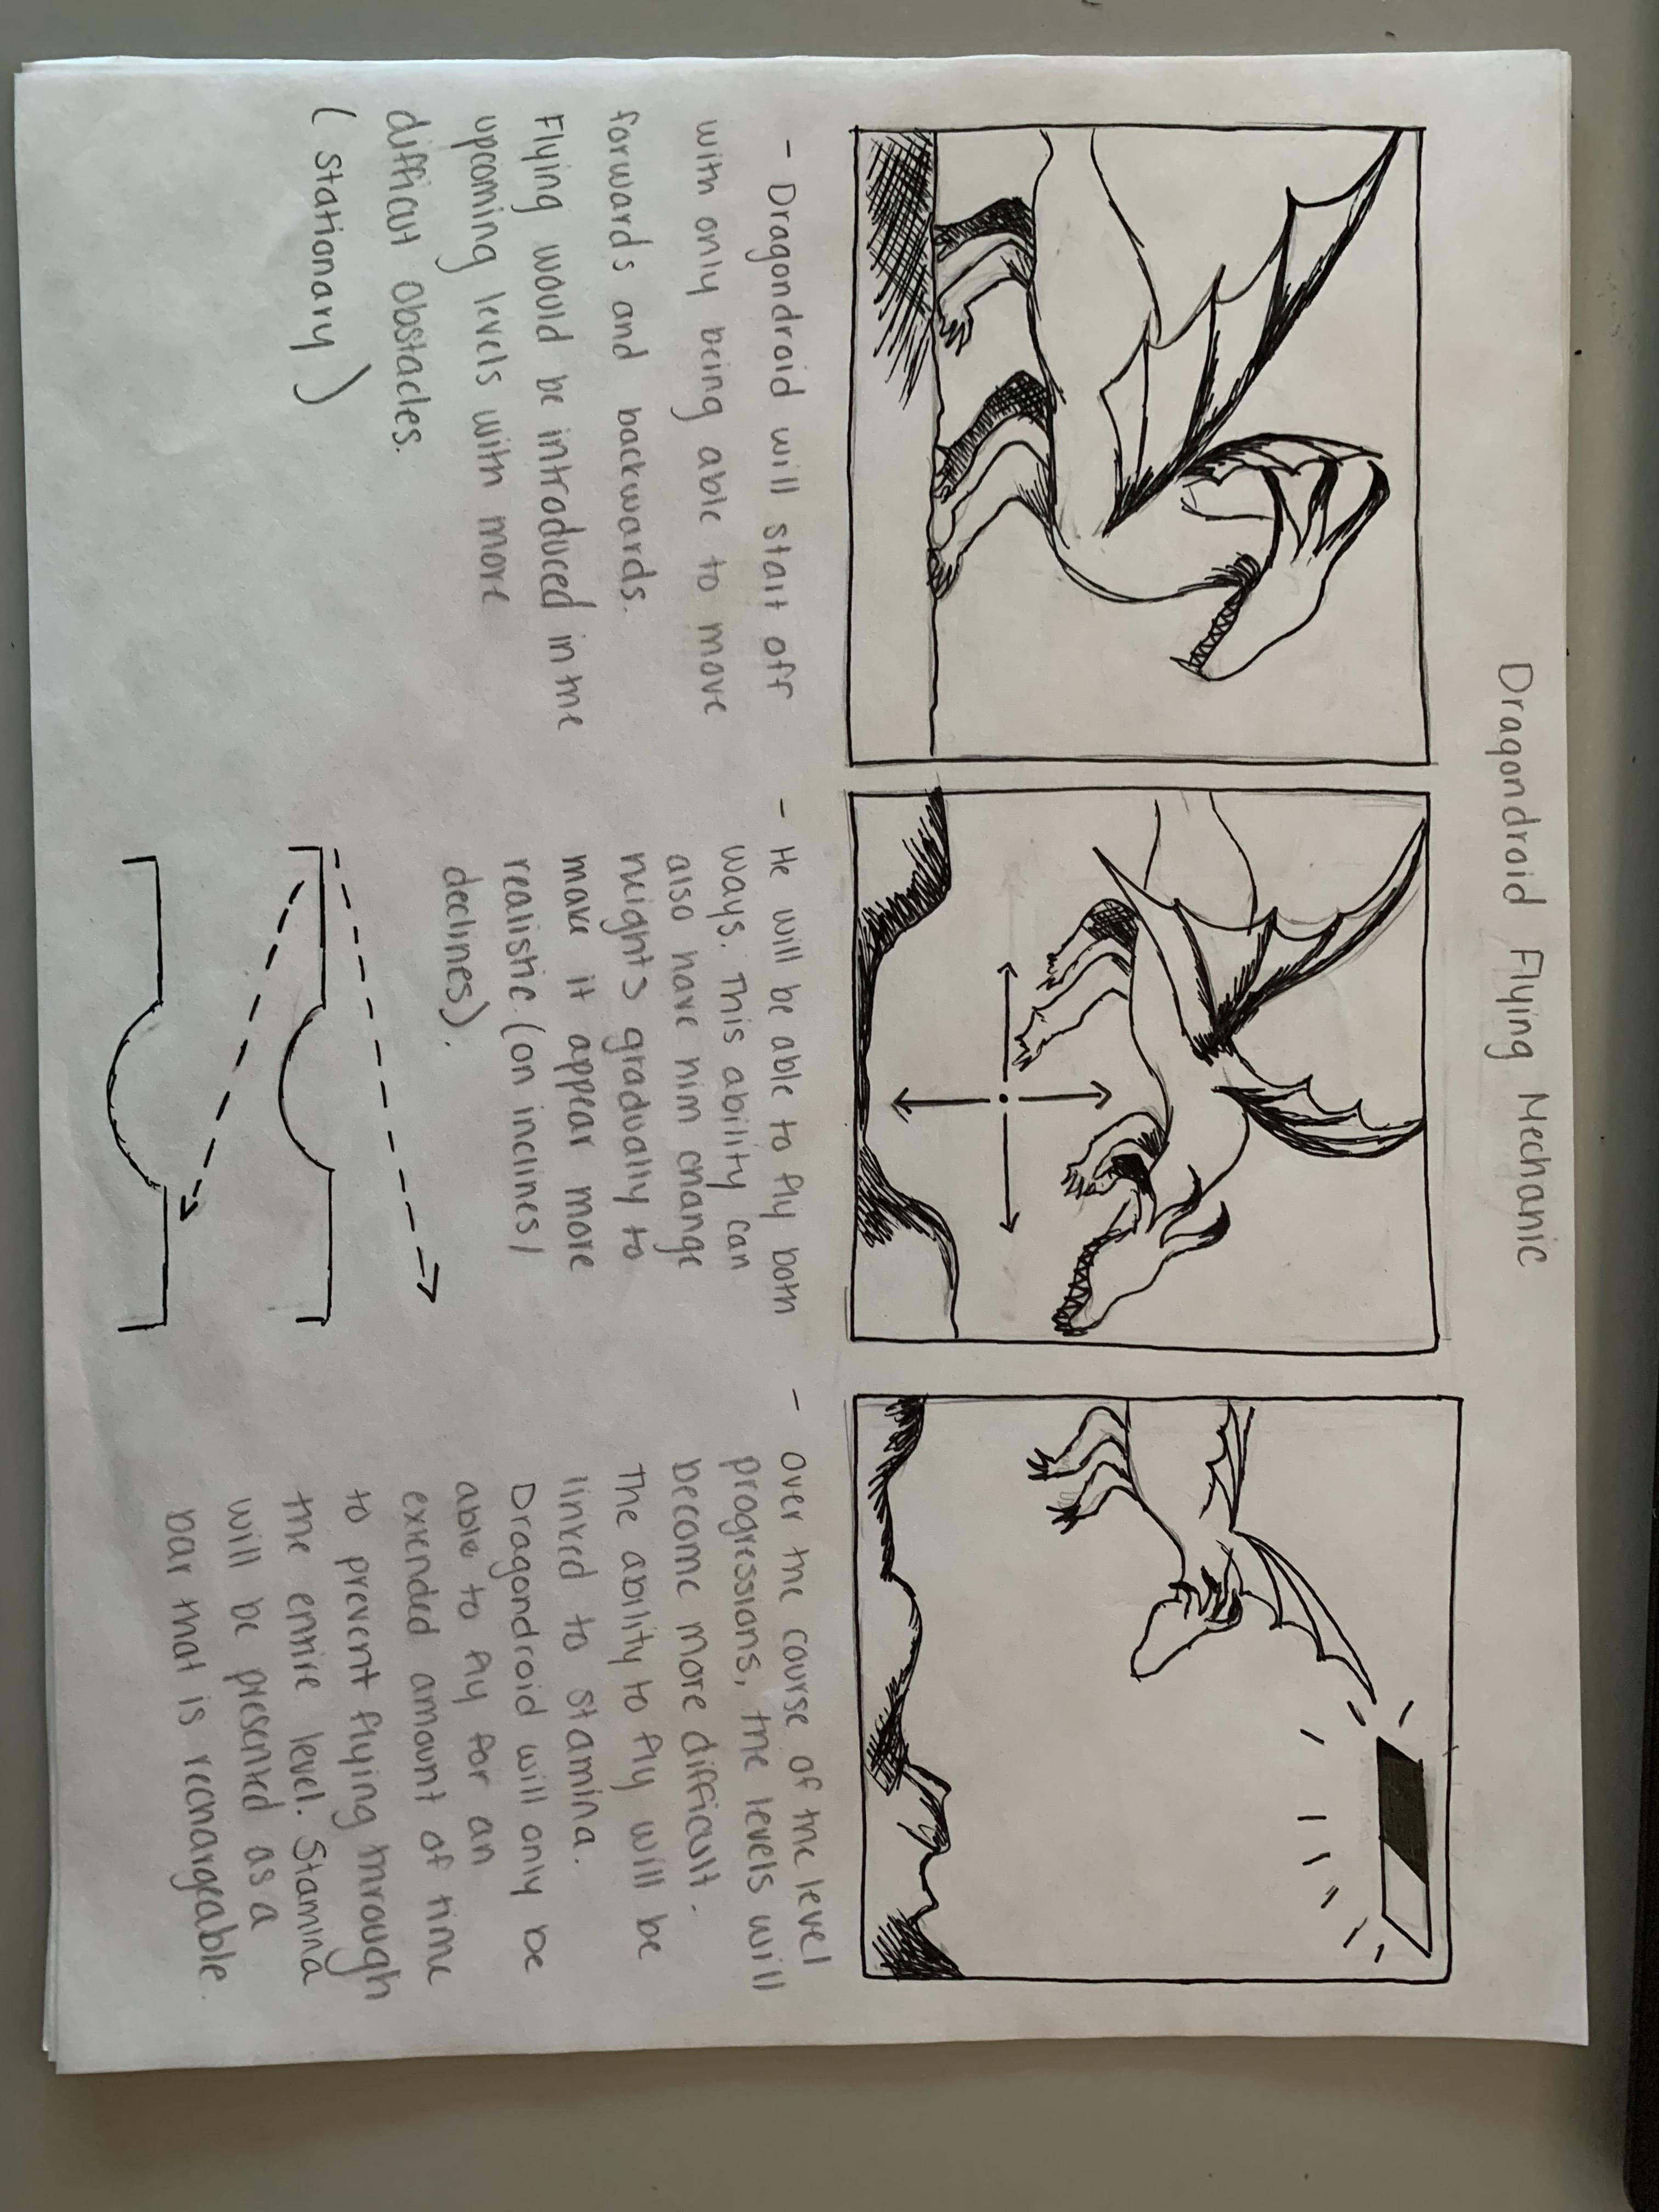 Dragondroid Flying Mechanic
- Dragondroid will start off
with only being able to move
forwards and backwards.
Flying would be introduced in the
upcoming levels with more
difficut obstacles.
(stationary)
- He will be able to fly both
ways. This ability can
also have him change
heights gradually to
make it appear more
realistic (on inclines/
declines).
- over the course of the level
progressions, the levels will
become more difficult.
The ability to fly will be
linked to stamina.
Dragondroid will only be
able to fly for an
extended amount of time
to prevent flying through
the entire level. Stamina
will be presented as a
bar that is rechargeable.